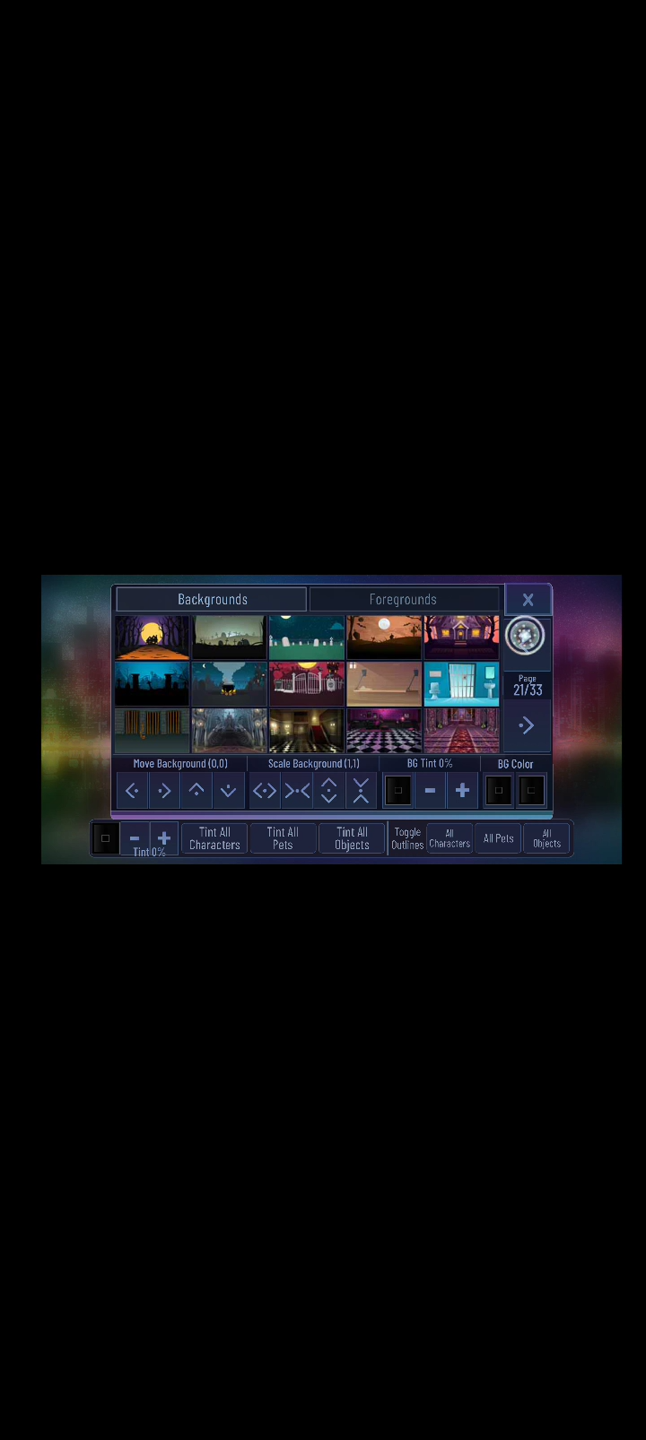 Backgrounds
Foregrounds
X
Page
21/33
Move Background (0,0)
Scale Background (1,1)
BG Tint 0%
BG Color
Tint 0%
Tint All
Characters
Tint All
Pets
Tint All
Objects
Toggle
Outlines
All
Characters
All Pets
All
Objects